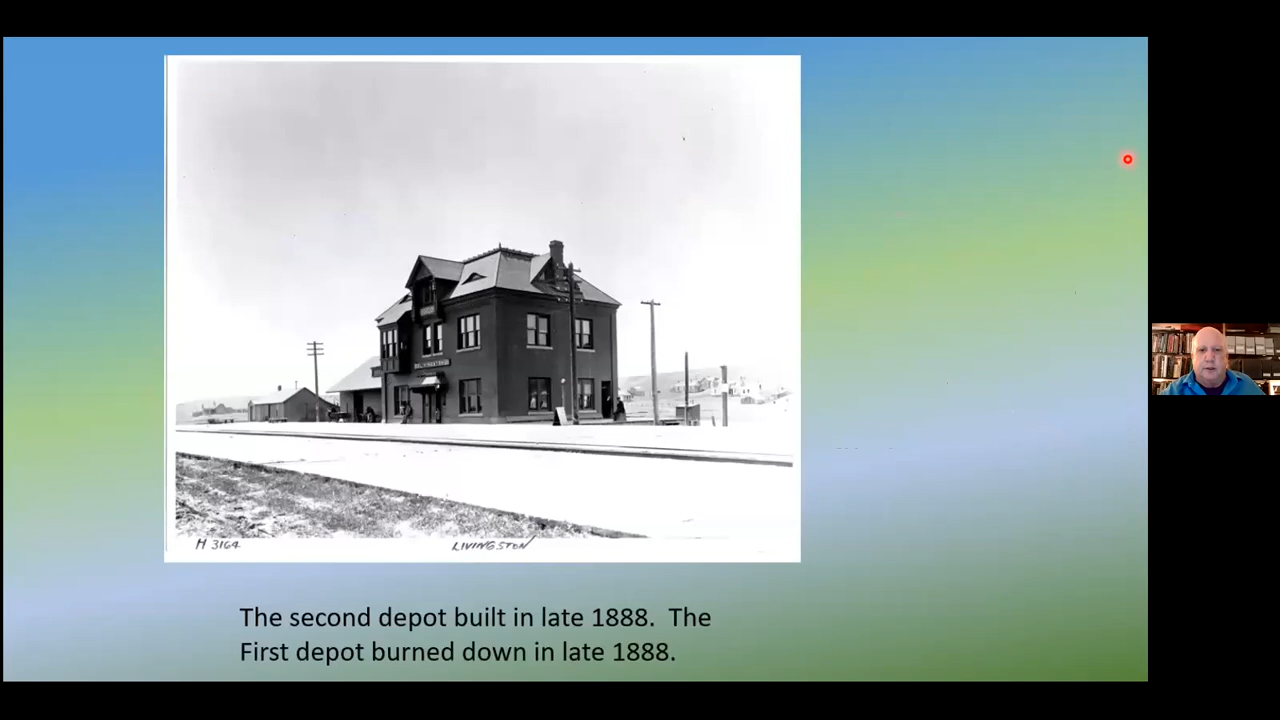 H 3164 LIVINGSTON
The second depot built in late 1888.  The
First depot burned down in late 1888.